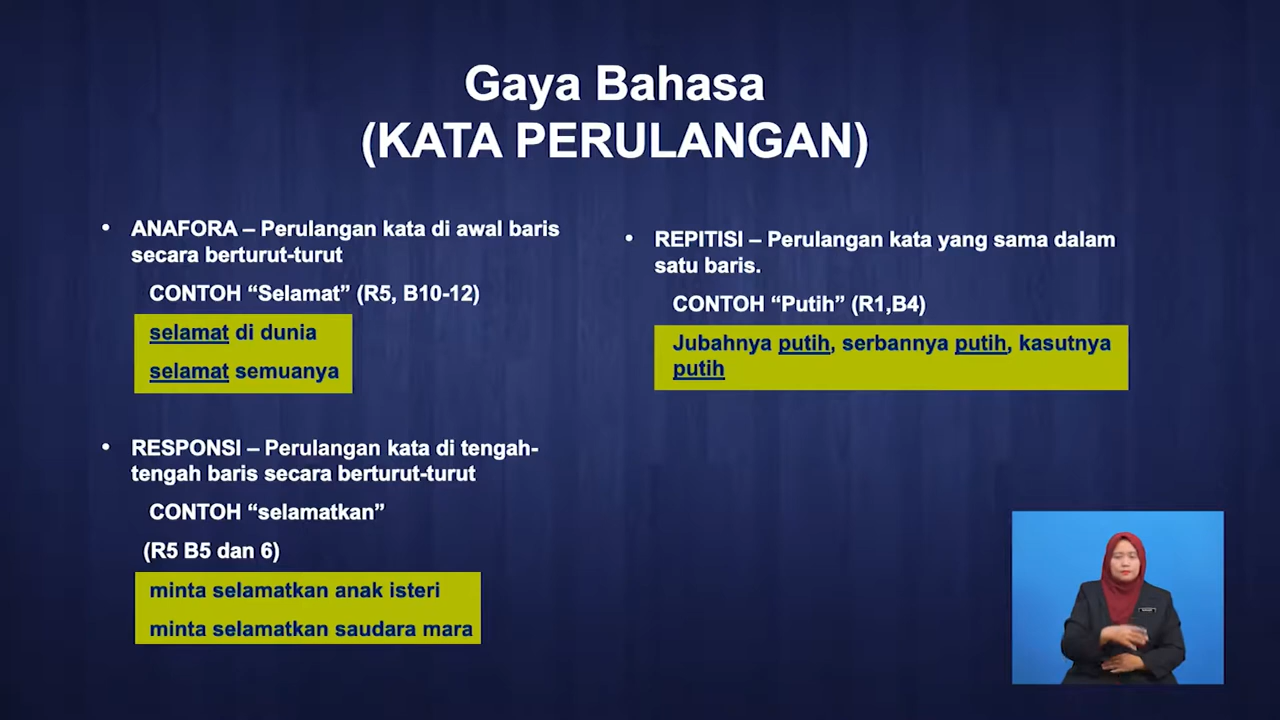 Gaya Bahasa
(KATA PERULANGAN)
• ANAFORA – Perulangan kata di awal baris
secara berturut-turut
CONTOH “Selamat” (R5, B10-12)
selamat di dunia
selamat semuanya
• RESPONSI – Perulangan kata di tengah-
tengah baris secara berturut-turut
CONTOH “selamatkan”
(R5 B5 dan 6)
minta selamatkan anak isteri
minta selamatkan saudara mara
• REPITISI – Perulangan kata yang sama dalam
satu baris.
CONTOH “Putih” (R1,B4)
Jubahnya putih, serbannya putih, kasutnya
putih